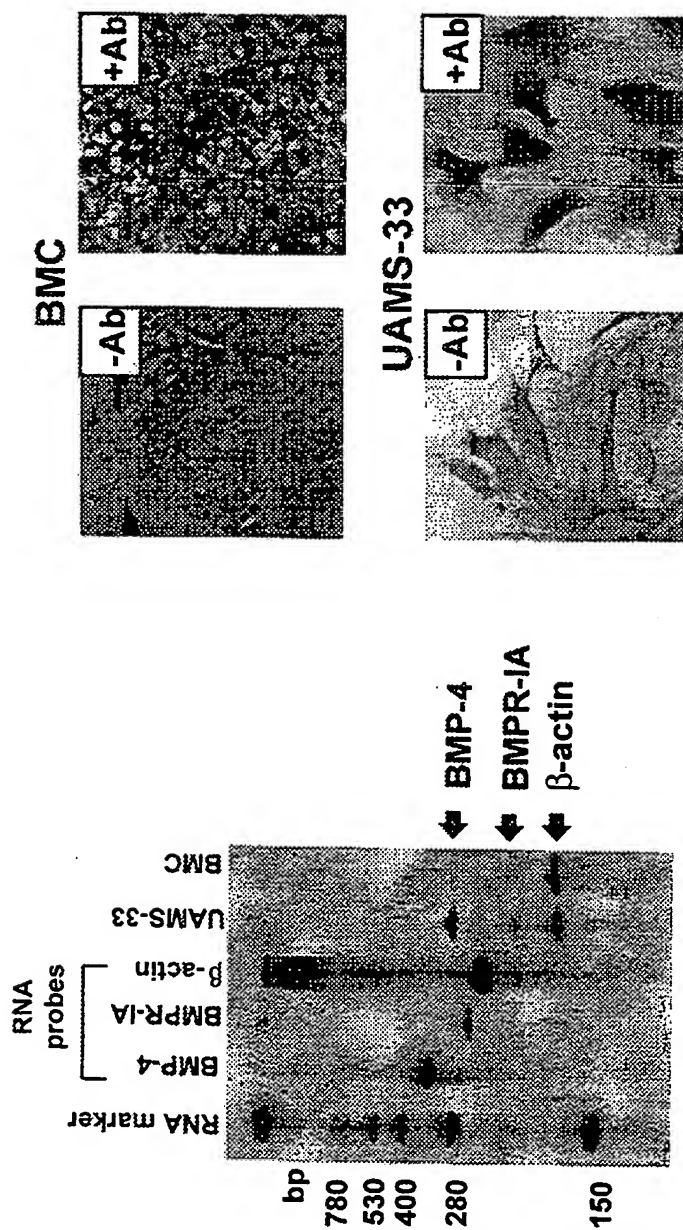 BMC
-Ab
+Ab
UAMS-33
-Ab
+Ab
RNA
probes
RNA marker
BMP-4
BMPR-IA
β-actin
UAMS-33
BMC
bp
780
530
400
280
150
BMP-4
BMPR-IA
β-actin